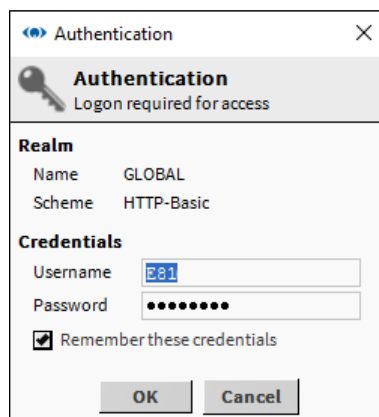 Authentication
Authentication
Logon required for access
Realm
Name GLOBAL
Scheme HTTP-Basic
Credentials
Username E81
Password ●●●●●●●●
Remember these credentials
OK Cancel